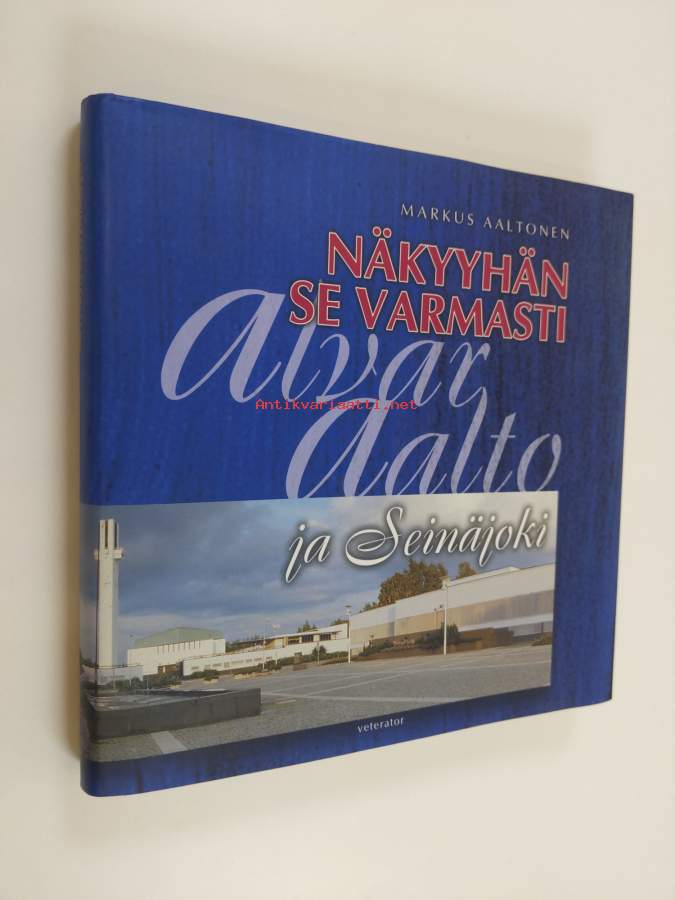 MARKUS AALTONEN
NÄKYYHÄN
SE VARMASTI
alvar
Antikvariaatti.net
aalto
ja Seinäjoki
veterator